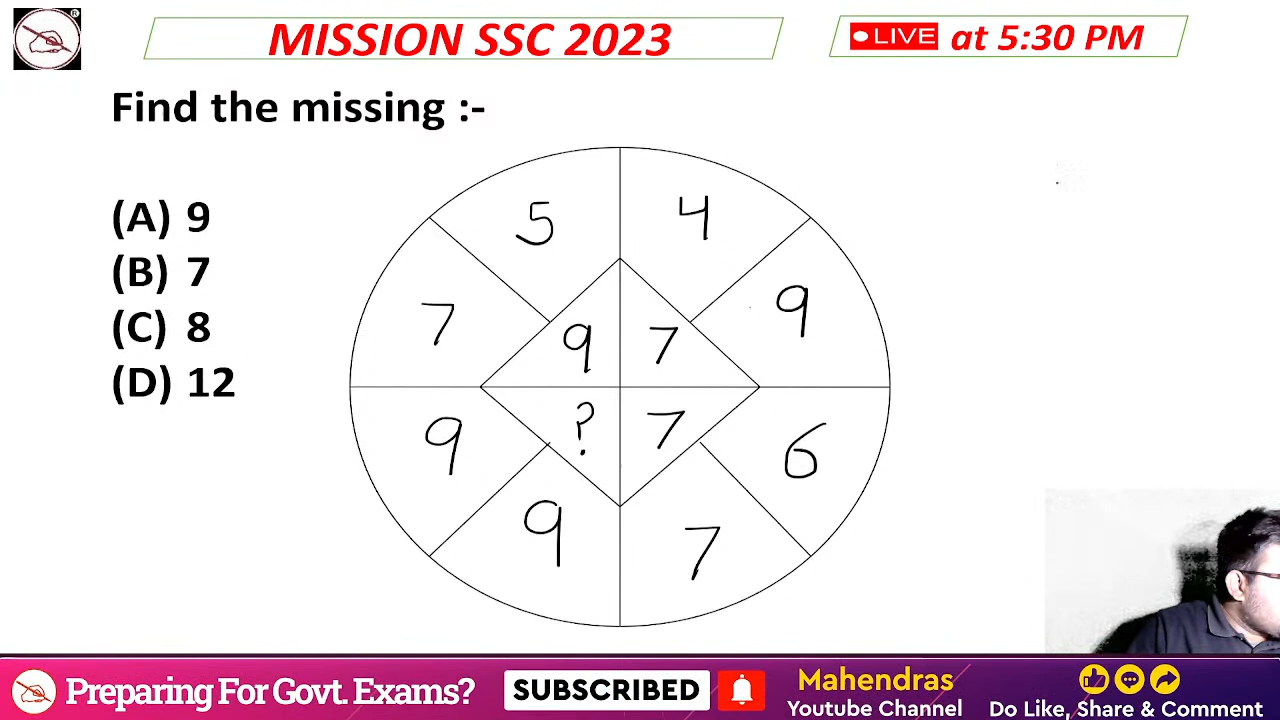 MISSION SSC 2023
LIVE at 5:30 PM
Find the missing :-
(A) 9
(B) 7
(C) 8
(D) 12
5 4
7 9
9 7
? 7
9 6
9 7
Preparing For Govt. Exams?
SUBSCRIBED
Mahendras
Youtube Channel
Do Like, Share & Comment